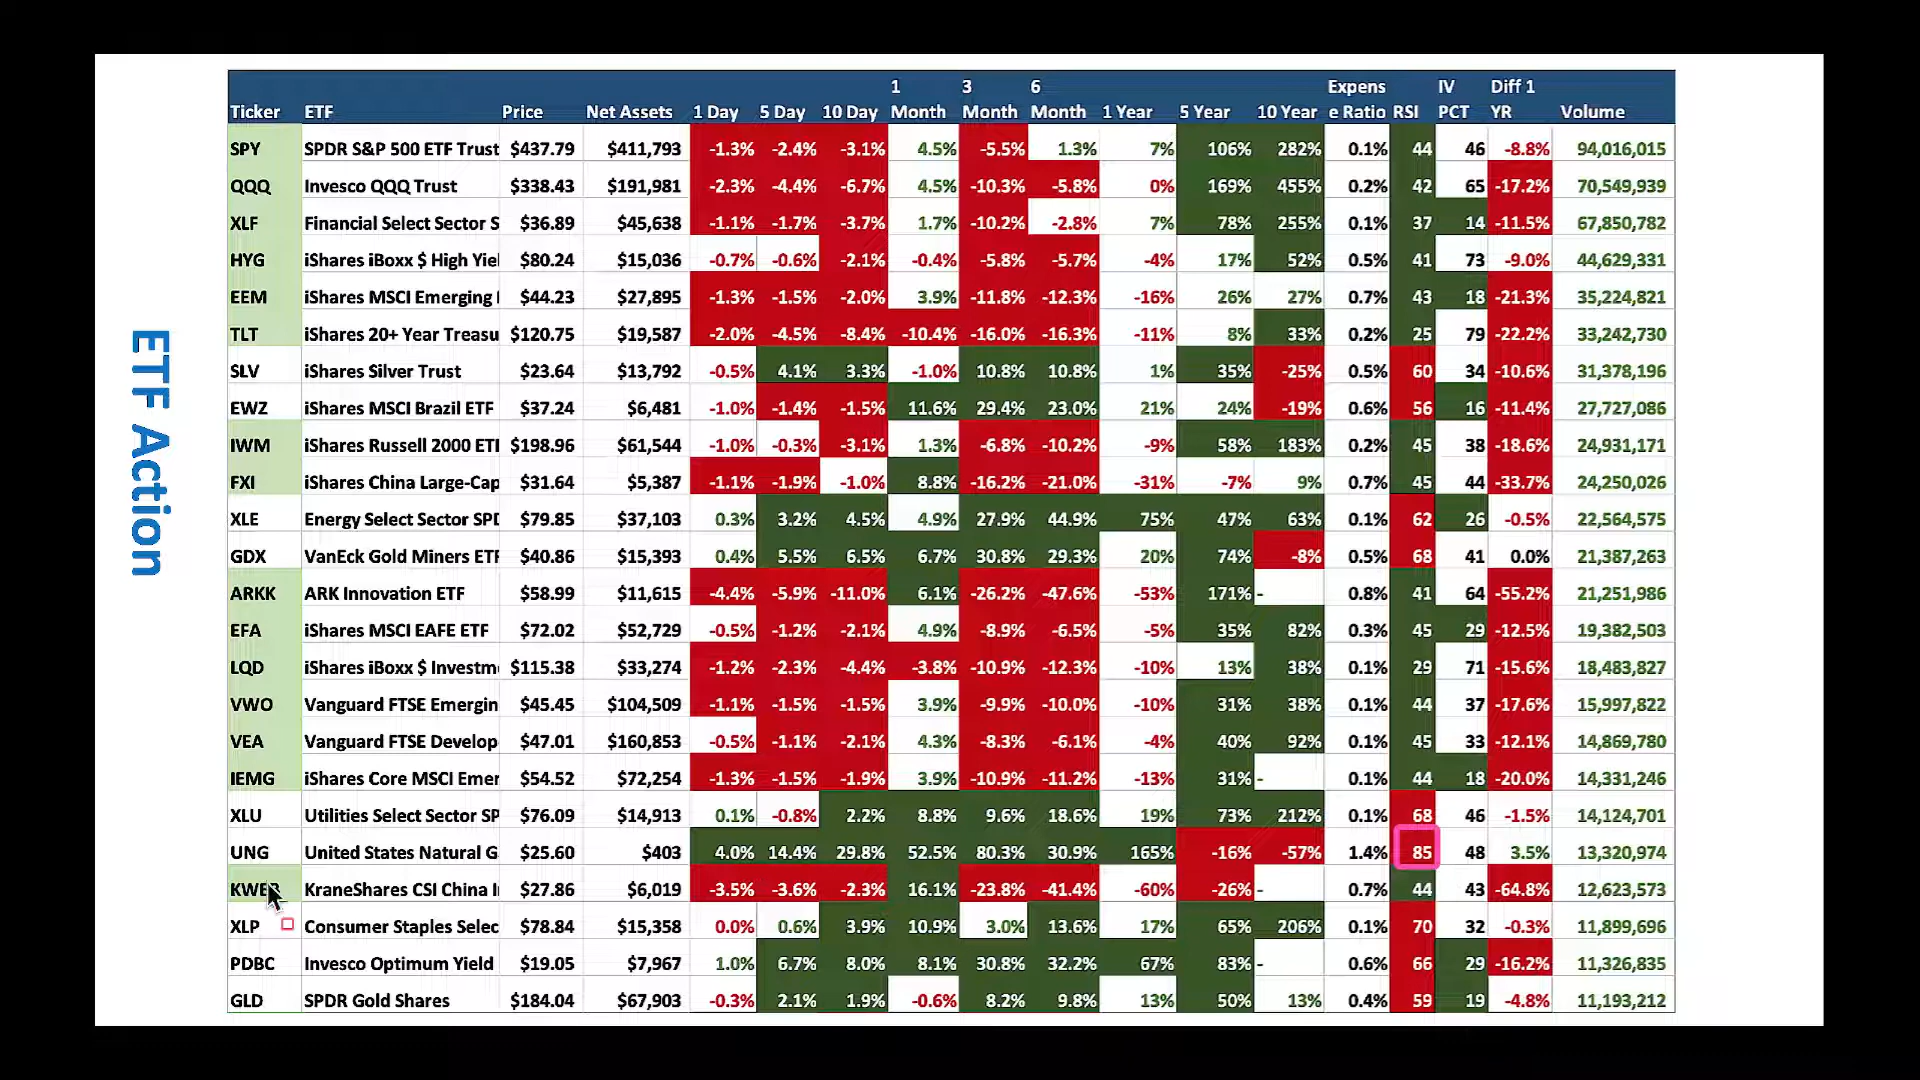 ETF Action
1 3 6 Expens IV Diff 1
Ticker ETF Price Net Assets 1 Day 5 Day 10 Day Month Month Month 1 Year 5 Year 10 Year e Ratio RSI PCT YR Volume
SPY SPDR S&P 500 ETF Trust $437.79 $411,793 -1.3% -2.4% -3.1% 4.5% -5.5% 1.3% 7% 106% 282% 0.1% 44 46 -8.8% 94,016,015
QQQ Invesco QQQ Trust $338.43 $191,981 -2.3% -4.4% -6.7% 4.5% -10.3% -5.8% 0% 169% 455% 0.2% 42 65 -17.2% 70,549,939
XLF Financial Select Sector S $36.89 $45,638 -1.1% -1.7% -3.7% 1.7% -10.2% -2.8% 7% 78% 255% 0.1% 37 14 -11.5% 67,850,782
HYG iShares iBoxx $ High Yiel $80.24 $15,036 -0.7% -0.6% -2.1% -0.4% -5.8% -5.7% -4% 17% 52% 0.5% 41 73 -9.0% 44,629,331
EEM iShares MSCI Emerging $44.23 $27,895 -1.3% -1.5% -2.0% 3.9% -11.8% -12.3% -16% 26% 27% 0.7% 43 18 -21.3% 35,224,821
TLT iShares 20+ Year Treasu $120.75 $19,587 -2.0% -4.5% -8.4% -10.4% -16.0% -16.3% -11% 8% 33% 0.2% 25 79 -22.2% 33,242,730
SLV iShares Silver Trust $23.64 $13,792 -0.5% 4.1% 3.3% -1.0% 10.8% 10.8% 1% 35% -25% 0.5% 60 34 -10.6% 31,378,196
EWZ iShares MSCI Brazil ETF $37.24 $6,481 -1.0% -1.4% -1.5% 11.6% 29.4% 23.0% 21% 24% -19% 0.6% 56 16 -11.4% 27,727,086
IWM iShares Russell 2000 ETI $198.96 $61,544 -1.0% -0.3% -3.1% 1.3% -6.8% -10.2% -9% 58% 183% 0.2% 45 38 -18.6% 24,931,171
FXI iShares China Large-Cap $31.64 $5,387 -1.1% -1.9% -1.0% 8.8% -16.2% -21.0% -31% -7% 9% 0.7% 45 44 -33.7% 24,250,026
XLE Energy Select Sector SPI $79.85 $37,103 0.3% 3.2% 4.5% 4.9% 27.9% 44.9% 75% 47% 63% 0.1% 62 26 -0.5% 22,564,575
GDX VanEck Gold Miners ETF $40.86 $15,393 0.4% 5.5% 6.5% 6.7% 30.8% 29.3% 20% 74% -8% 0.5% 68 41 0.0% 21,387,263
ARKK ARK Innovation ETF $58.99 $11,615 -4.4% -5.9% -11.0% 6.1% -26.2% -47.6% -53% 171% - 0.8% 41 64 -55.2% 21,251,986
EFA iShares MSCI EAFE ETF $72.02 $52,729 -0.5% -1.2% -2.1% 4.9% -8.9% -6.5% -5% 35% 82% 0.3% 45 29 -12.5% 19,382,503
LQD iShares iBoxx $ Investm $115.38 $33,274 -1.2% -2.3% -4.4% -3.8% -10.9% -12.3% -10% 13% 38% 0.1% 29 71 -15.6% 18,483,827
VWO Vanguard FTSE Emergin $45.45 $104,509 -1.1% -1.5% -1.5% 3.9% -9.9% -10.0% -10% 31% 38% 0.1% 44 37 -17.6% 15,997,822
VEA Vanguard FTSE Develop $47.01 $160,853 -0.5% -1.1% -2.1% 4.3% -8.3% -6.1% -4% 40% 92% 0.1% 45 33 -12.1% 14,869,780
IEMG iShares Core MSCI Emer $54.52 $72,254 -1.3% -1.5% -1.9% 3.9% -10.9% -11.2% -13% 31% - 0.1% 44 18 -20.0% 14,331,246
XLU Utilities Select Sector SP $76.09 $14,913 0.1% -0.8% 2.2% 8.8% 9.6% 18.6% 19% 73% 212% 0.1% 68 46 -1.5% 14,124,701
UNG United States Natural G $25.60 $403 4.0% 14.4% 29.8% 52.5% 80.3% 30.9% 165% -16% -57% 1.4% 85 48 3.5% 13,320,974
KWEB KraneShares CSI China I $27.86 $6,019 -3.5% -3.6% -2.3% 16.1% -23.8% -41.4% -60% -26% - 0.7% 44 43 -64.8% 12,623,573
XLP Consumer Staples Selec $78.84 $15,358 0.0% 0.6% 3.9% 10.9% 3.0% 13.6% 17% 65% 206% 0.1% 70 32 -0.3% 11,899,696
PDBC Invesco Optimum Yield $19.05 $7,967 1.0% 6.7% 8.0% 8.1% 30.8% 32.2% 67% 83% - 0.6% 66 29 -16.2% 11,326,835
GLD SPDR Gold Shares $184.04 $67,903 -0.3% 2.1% 1.9% -0.6% 8.2% 9.8% 13% 50% 13% 0.4% 59 19 -4.8% 11,193,212